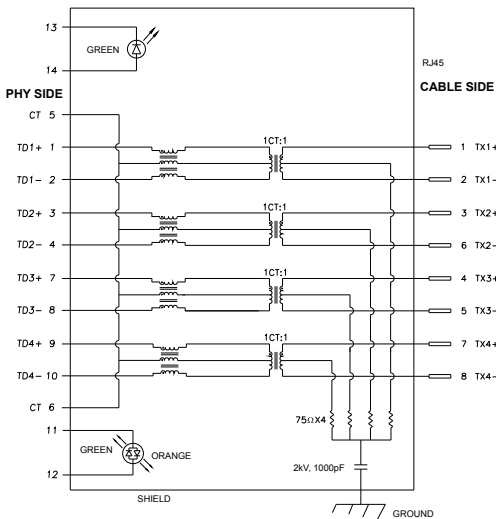 13
GREEN
14
RJ45
PHY SIDE
CABLE SIDE
CT 5
1CT:1
TD1+ 1
1 TX1+
TD1- 2
2 TX1-
1CT:1
TD2+ 3
3 TX2+
TD2- 4
6 TX2-
1CT:1
TD3+ 7
4 TX3+
TD3- 8
5 TX3-
1CT:1
TD4+ 9
7 TX4+
TD4- 10
8 TX4-
CT 6
75ΩX4
11
GREEN ORANGE
12
2kV, 1000pF
SHIELD
GROUND